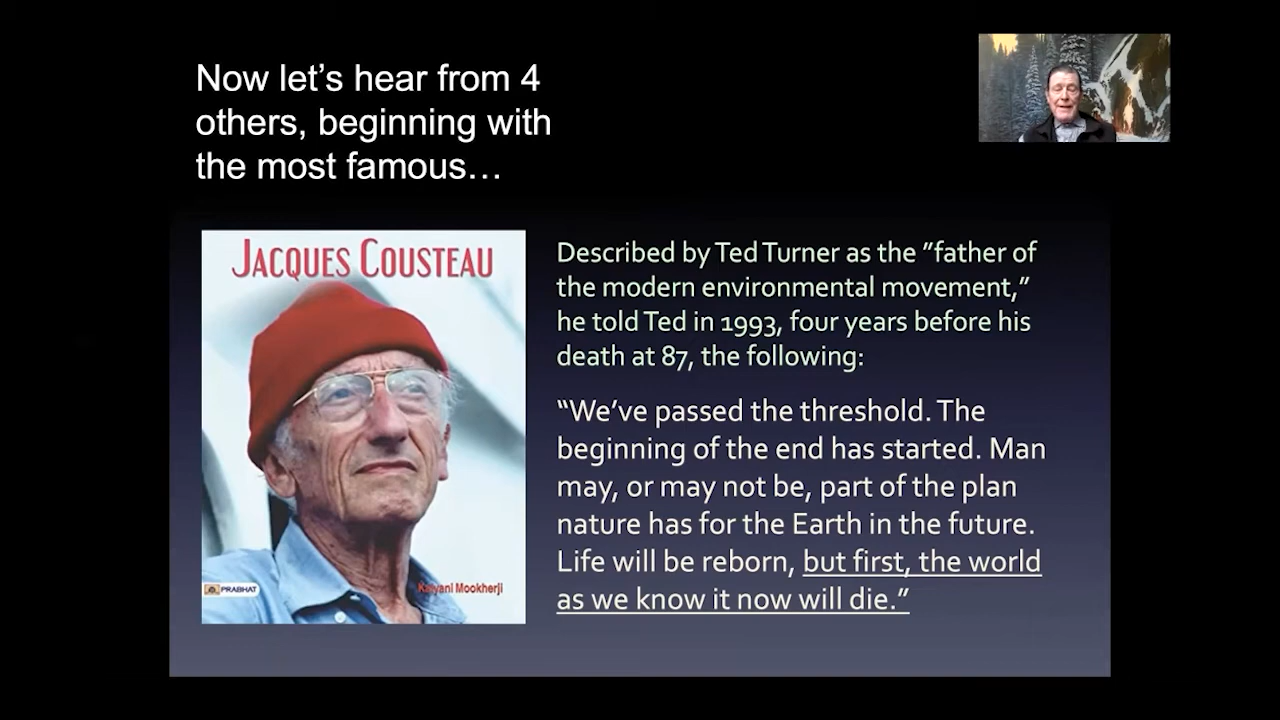 Now let's hear from 4
others, beginning with
the most famous…
JACQUES COUSTEAU
Kalyani Mookherji
PRABHAT
Described by Ted Turner as the "father of
the modern environmental movement,"
he told Ted in 1993, four years before his
death at 87, the following:
“We've passed the threshold. The
beginning of the end has started. Man
may, or may not be, part of the plan
nature has for the Earth in the future.
Life will be reborn, but first, the world
as we know it now will die.”